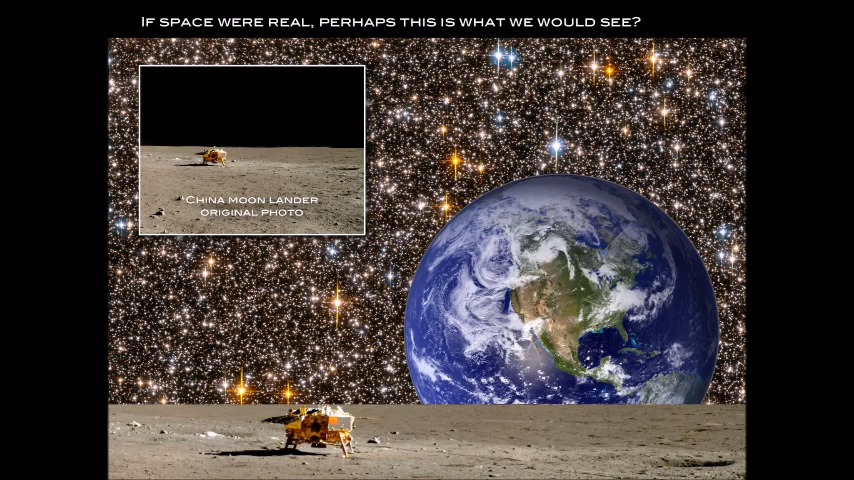 If space were real, perhaps this is what we would see?
*China moon lander
original photo